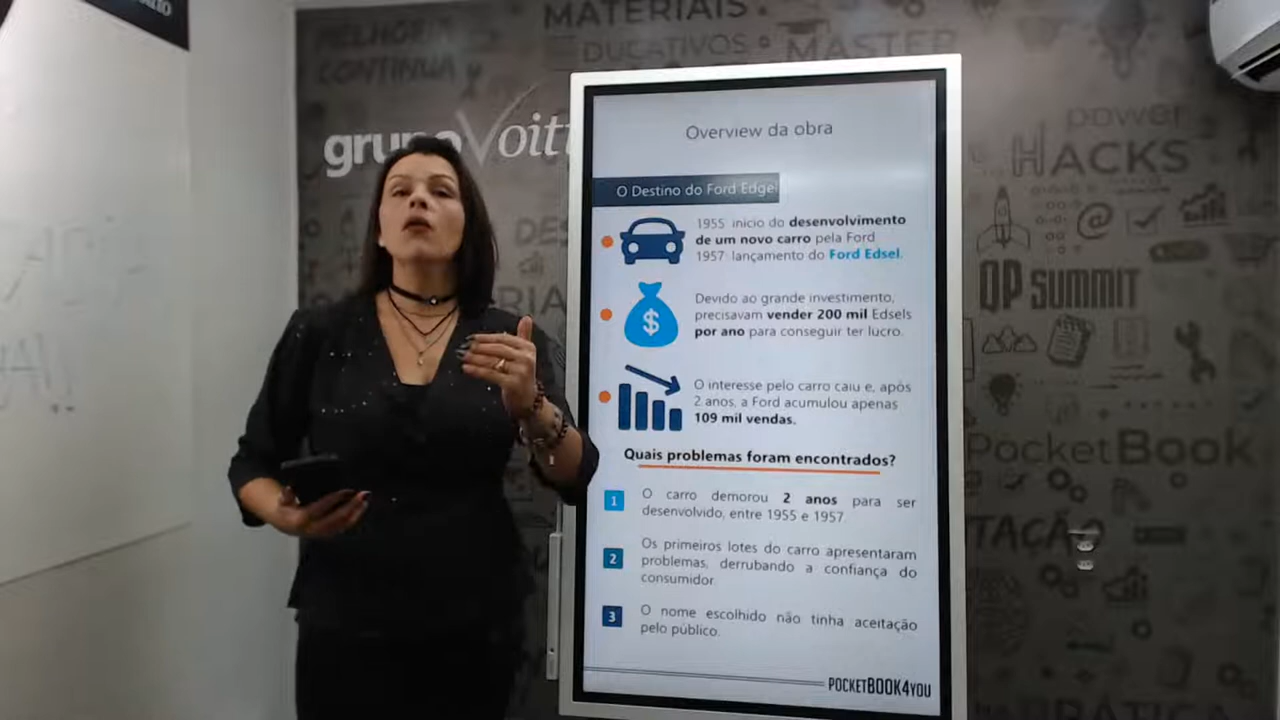 MELHORIA
CONTINUA
MATERIAIS
DUCATIVOS
MASTER
grupo Voitt
power
HACKS
QP SUMMIT
PocketBook
Overview da obra
O Destino do Ford Edgel
1955 início do desenvolvimento
de um novo carro pela Ford
1957 lançamento do Ford Edsel.
Devido ao grande investimento,
precisavam vender 200 mil Edsels
por ano para conseguir ter lucro.
O interesse pelo carro caiu e, após
2 anos, a Ford acumulou apenas
109 mil vendas.
Quais problemas foram encontrados?
1 O carro demorou 2 anos para ser
desenvolvido, entre 1955 e 1957
2 Os primeiros lotes do carro apresentaram
problemas, derrubando a confiança do
consumidor.
3 O nome escolhido não tinha aceitação
pelo público.
POCKETBOOK4YOU